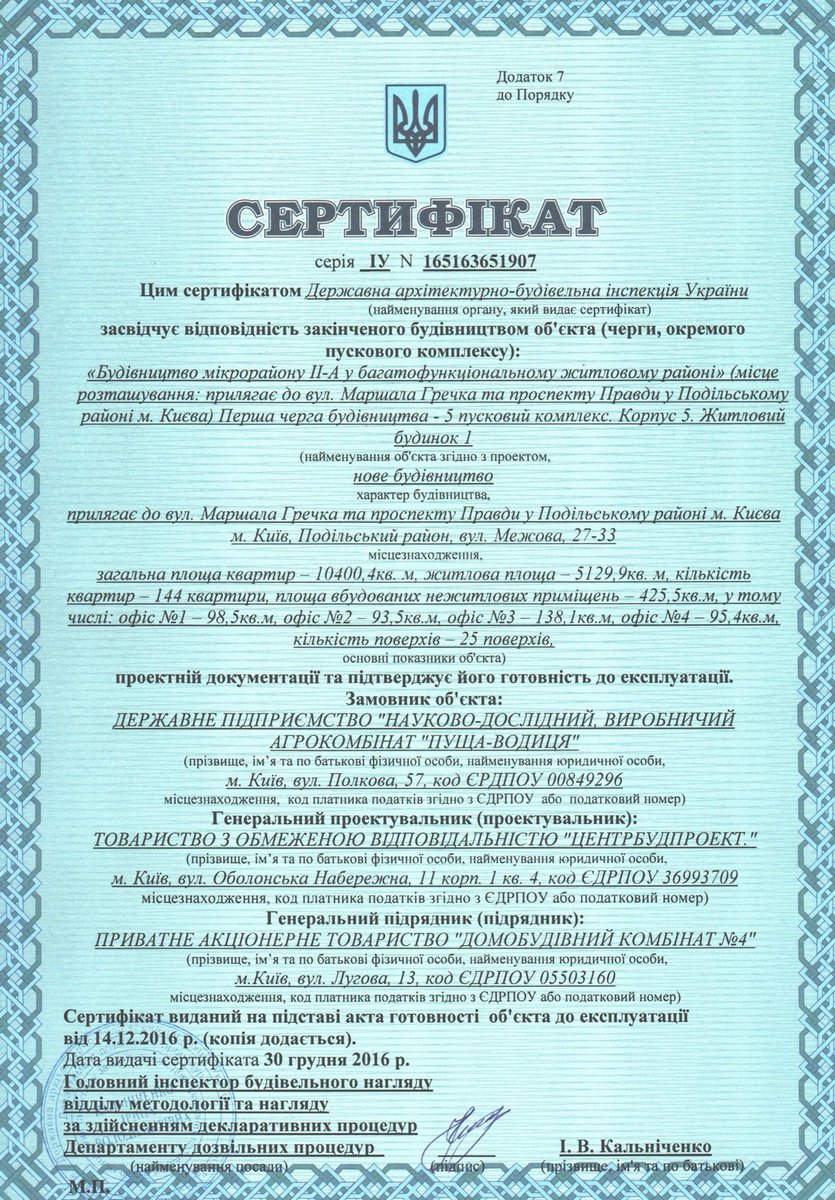 Додаток 7
до Порядку
СЕРТИФІКАТ
серія ІУ N 165163651907
Цим сертифікатом Державна архітектурно-будівельна інспекція України
(найменування органу, який видає сертифікат)
засвідчує відповідність закінченого будівництвом об'єкта (черги, окремого
пускового комплексу):
«Будівництво мікрорайону ІІ-А у багатофункціональному житловому районі» (місце
розташування: прилягає до вул. Маршала Гречка та проспекту Правди у Подільському
районі м. Києва) Перша черга будівництва - 5 пусковий комплекс. Корпус 5. Житловий
будинок 1
(найменування об'єкта згідно з проектом,
нове будівництво
характер будівництва,
прилягає до вул. Маршала Гречка та проспекту Правди у Подільському районі м. Києва
м. Київ, Подільський район, вул. Межова, 27-33
місцезнаходження,
загальна площа квартир – 10400,4кв. м, житлова площа – 5129,9кв. м, кількість
квартир – 144 квартири, площа вбудованих нежитлових приміщень – 425,5кв.м, у тому
числі: офіс №1 – 98,5кв.м, офіс №2 – 93,5кв.м, офіс №3 – 138,1кв.м, офіс №4 – 95,4кв.м,
кількість поверхів – 25 поверхів,
основні показники об'єкта)
проектній документації та підтверджує його готовність до експлуатації.
Замовник об'єкта:
ДЕРЖАВНЕ ПІДПРИЄМСТВО "НАУКОВО-ДОСЛІДНИЙ, ВИРОБНИЧИЙ
АГРОКОМБІНАТ "ПУЩА-ВОДИЦЯ"
(прізвище, ім’я та по батькові фізичної особи, найменування юридичної особи,
м. Київ, вул. Полкова, 57, код ЄРДПОУ 00849296
місцезнаходження, код платника податків згідно з ЄДРПОУ або податковий номер)
Генеральний проектувальник (проектувальник):
ТОВАРИСТВО З ОБМЕЖЕНОЮ ВІДПОВІДАЛЬНІСТЮ "ЦЕНТРБУДПРОЕКТ."
(прізвище, ім’я та по батькові фізичної особи, найменування юридичної особи,
м. Київ, вул. Оболонська Набережна, 11 корп. 1 кв. 4, код ЄДРПОУ 36993709
місцезнаходження, код платника податків згідно з ЄДРПОУ або податковий номер)
Генеральний підрядник (підрядник):
ПРИВАТНЕ АКЦІОНЕРНЕ ТОВАРИСТВО "ДОМОБУДІВНИЙ КОМБІНАТ №4"
(прізвище, ім’я та по батькові фізичної особи, найменування юридичної особи,
м.Київ, вул. Лугова, 13, код ЄДРПОУ 05503160
місцезнаходження, код платника податків згідно з ЄДРПОУ або податковий номер)
Сертифікат виданий на підставі акта готовності об'єкта до експлуатації
від 14.12.2016 р. (копія додається).
Дата видачі сертифіката 30 грудня 2016 р.
Головний інспектор будівельного нагляду
відділу методології та нагляду
за здійсненням декларативних процедур
Департаменту дозвільних процедур І. В. Кальніченко
(найменування посади) (підпис) (прізвище, ім'я та по батькові)
М.П.